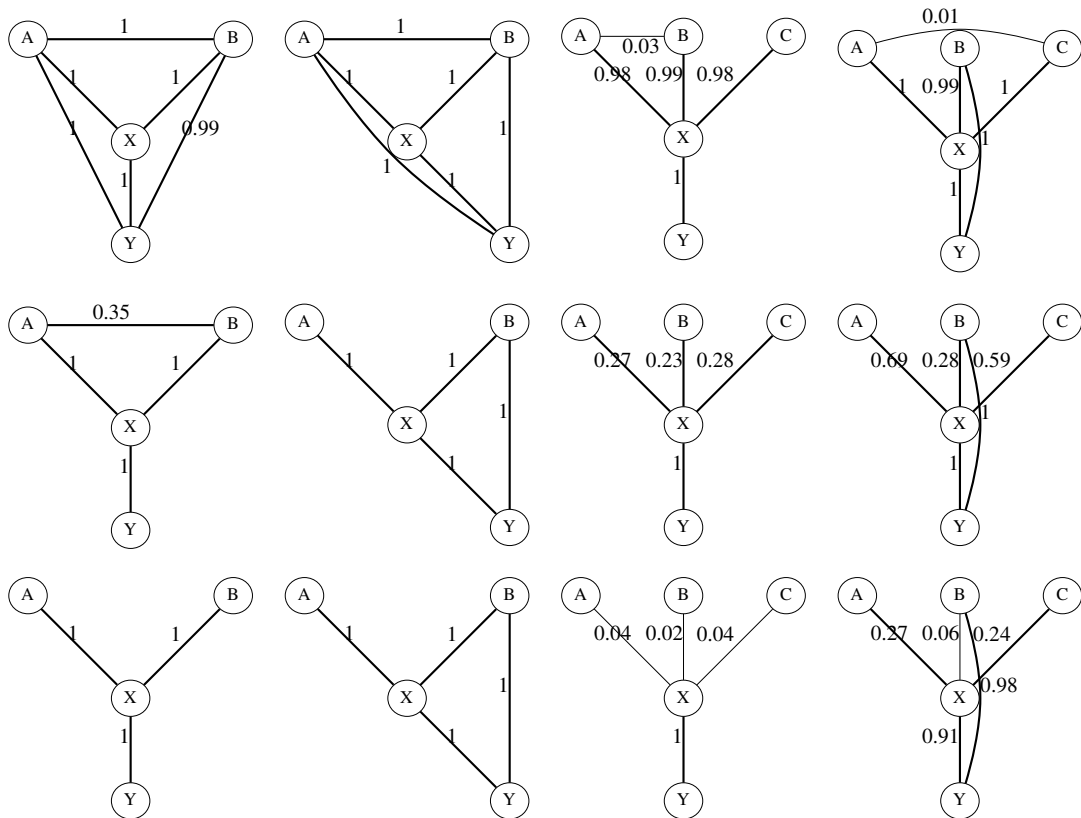 1
A B
1 1
X
1 0.99
1
Y
1
A B
1 1
X
1
1
1
Y
A B C
0.03
0.98 0.99 0.98
X
1
Y
0.01
A B C
1 0.99 1
1
X
1
Y
0.35
A B
1 1
X
1
Y
A B
1 1
1
X
1
Y
A B C
0.27 0.23 0.28
X
1
Y
A B C
0.69 0.28 0.59
1
X
1
Y
A B
1 1
X
1
Y
A B
1 1
1
X
1
Y
A B C
0.04 0.02 0.04
X
1
Y
A B C
0.27 0.06 0.24
0.98
X
0.91
Y